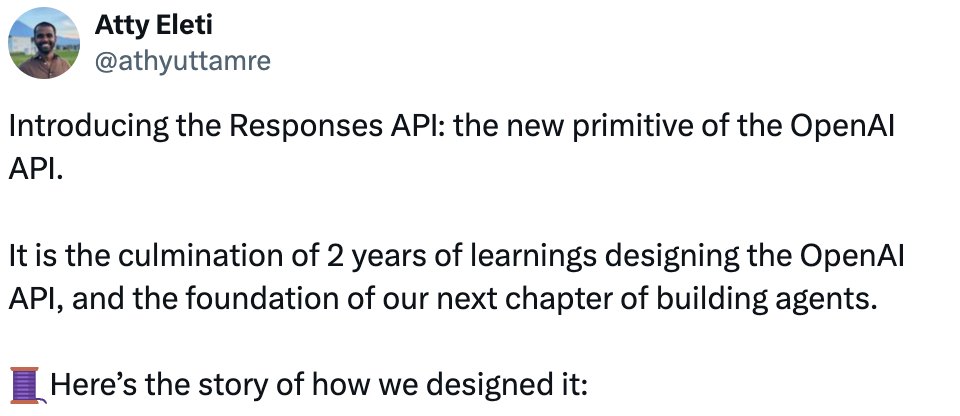 Atty Eleti
@athyuttamre
Introducing the Responses API: the new primitive of the OpenAI
API.
It is the culmination of 2 years of learnings designing the OpenAI
API, and the foundation of our next chapter of building agents.
🧵Here’s the story of how we designed it: